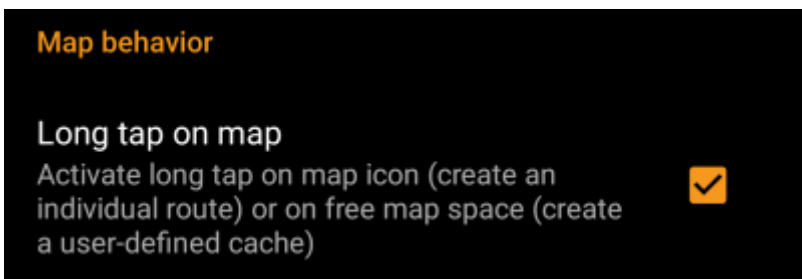 Map behavior
Long tap on map
Activate long tap on map icon (create an
individual route) or on free map space (create
a user-defined cache)